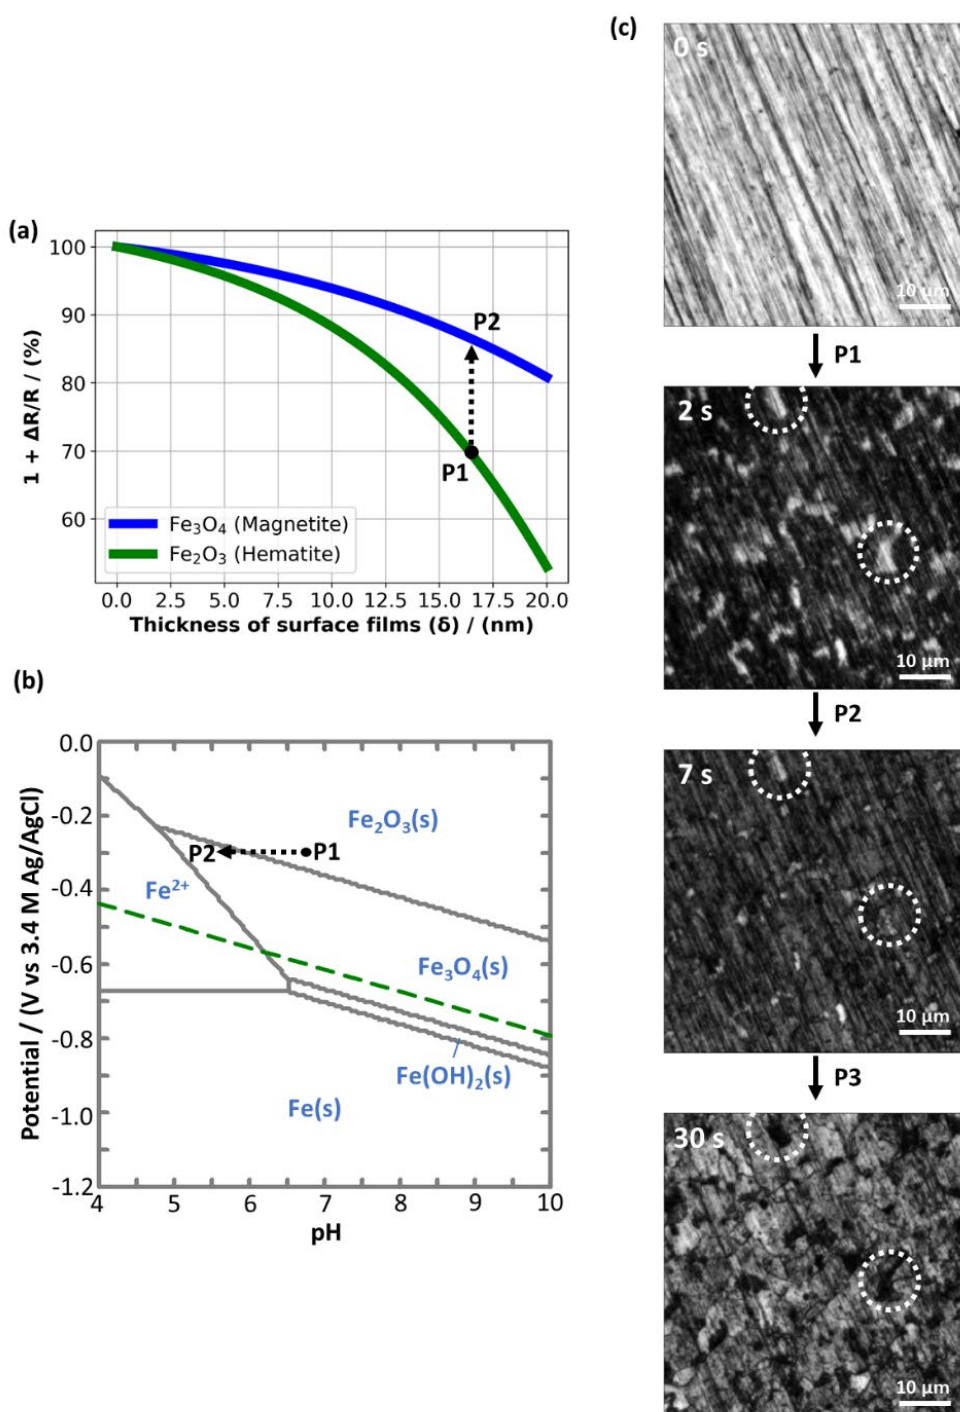 (a)
100
90
80
70
60
1 + ΔR/R / (%)
P2
P1
Fe₃O₄ (Magnetite)
Fe₂O₃ (Hematite)
0.0 2.5 5.0 7.5 10.0 12.5 15.0 17.5 20.0
Thickness of surface films (δ) / (nm)
(b)
0.0
-0.2
-0.4
-0.6
-0.8
-1.0
-1.2
Potential / (V vs 3.4 M Ag/AgCl)
Fe₂O₃(s)
P2 P1
Fe²⁺
Fe₃O₄(s)
Fe(OH)₂(s)
Fe(s)
4 5 6 7 8 9 10
pH
(c)
0 s
10 µm
P1
2 s
10 µm
P2
7 s
10 µm
P3
30 s
10 µm